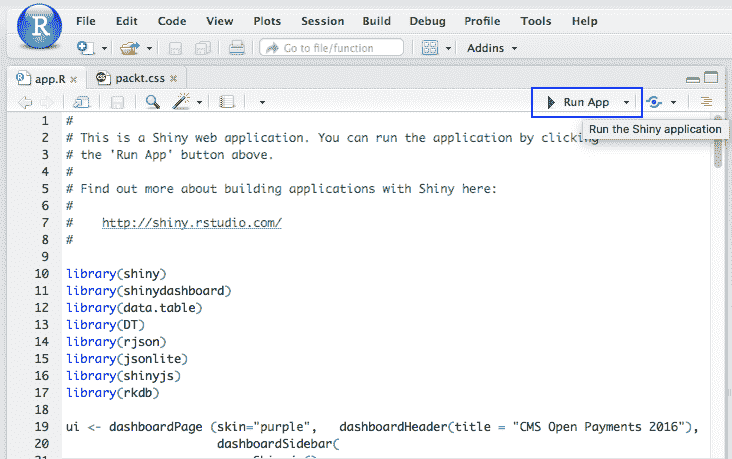 R
File Edit Code View Plots Session Build Debug Profile Tools Help
Go to file/function
Addins
app.R
packt.css
Run App
Run the Shiny application
1 #
2 # This is a Shiny web application. You can run the application by clicking
3 # the 'Run App' button above.
4 #
5 # Find out more about building applications with Shiny here:
6 #
7 #    http://shiny.rstudio.com/
8 #
9
10 library(shiny)
11 library(shinydashboard)
12 library(data.table)
13 library(DT)
14 library(rjson)
15 library(jsonlite)
16 library(shinyjs)
17 library(rkdb)
18
19 ui <- dashboardPage (skin="purple",   dashboardHeader(title = "CMS Open Payments 2016"),
20                      dashboardSidebar(